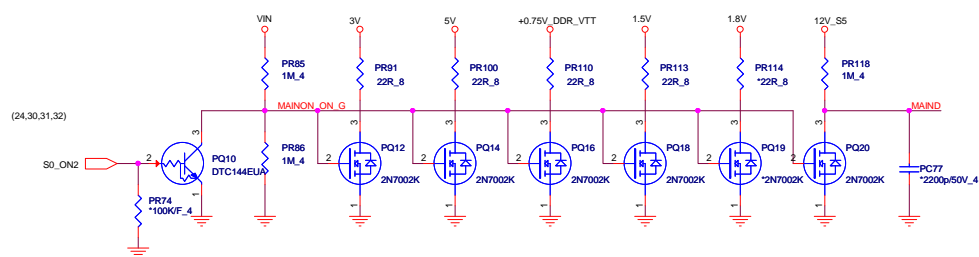 VIN 3V 5V +0.75V_DDR_VTT 1.5V 1.8V 12V_S5
PR85 1M_4
PR91 22R_8
PR100 22R_8
PR110 22R_8
PR113 22R_8
PR114 *22R_8
PR118 1M_4
MAINON_ON_G
MAIND
(24,30,31,32)
3 3 3 3 3 3 3
S0_ON2
2
PQ10
DTC144EUA
PR86
1M_4
2 PQ12 2N7002K
2 PQ14 2N7002K
2 PQ16 2N7002K
2 PQ18 2N7002K
2 PQ19 *2N7002K
2 PQ20 2N7002K
PC77
*2200p/50V_4
PR74
*100K/F_4
1 1 1 1 1 1 1